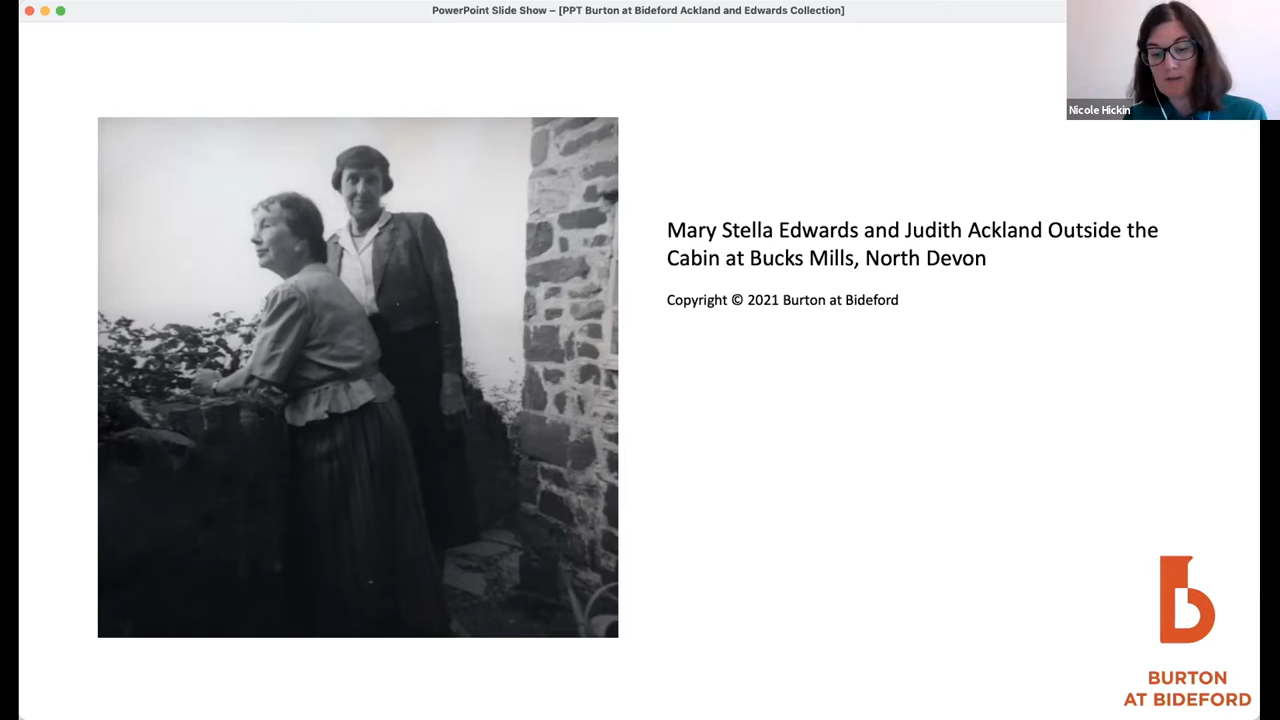 PowerPoint Slide Show – [PPT Burton at Bideford Ackland and Edwards Collection]
Nicole Hickin
Mary Stella Edwards and Judith Ackland Outside the
Cabin at Bucks Mills, North Devon
Copyright © 2021 Burton at Bideford
BURTON
AT BIDEFORD